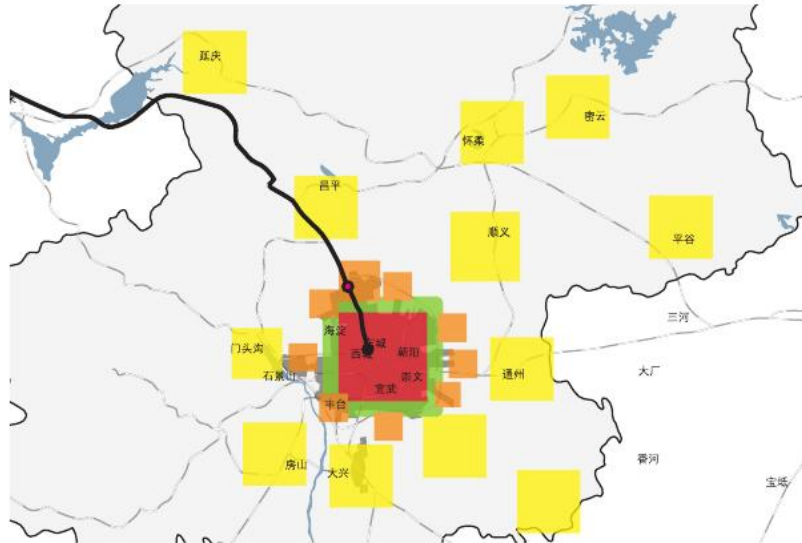 延庆
密云
怀柔
昌平
顺义
平谷
三河
海淀
东城
西城
朝阳
门头沟
石景山
大厂
通州
崇文
宣武
丰台
香河
房山
大兴
宝坻